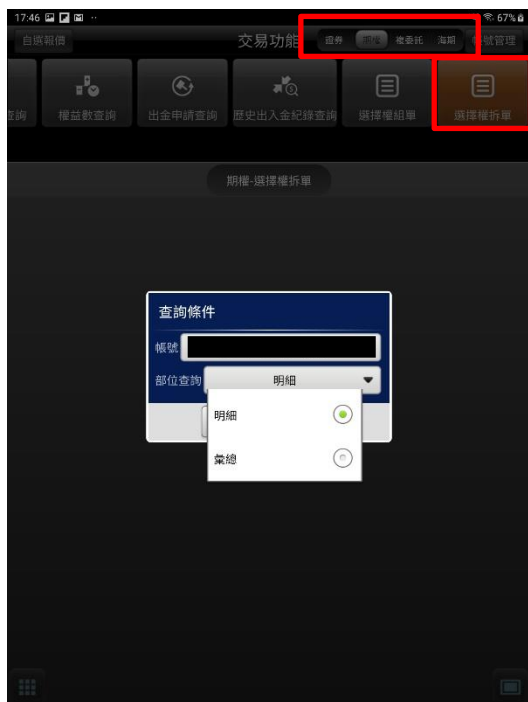 17:46 67%
自選報價 交易功能 證券 期權 複委託 海期 帳號管理
查詢 權益數查詢 出金申請查詢 歷史出入金紀錄查詢 選擇權組單 選擇權拆單
期權-選擇權拆單
查詢條件
帳號
部位查詢 明細
明細
彙總